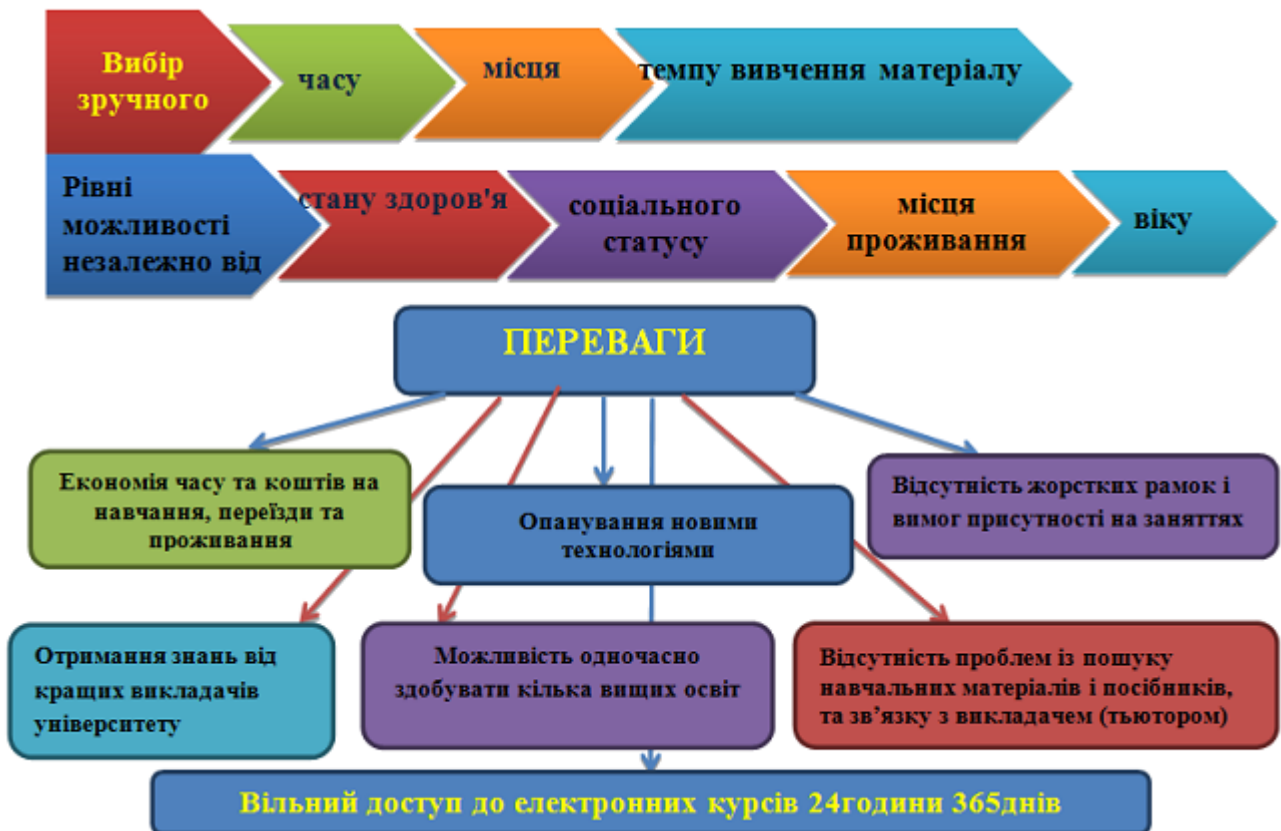 Вибір
зручного
часу
місця
темпу вивчення матеріалу
Рівні
можливості
незалежно від
стану здоров'я
соціального
статусу
місця
проживання
віку
ПЕРЕВАГИ
Економія часу та коштів на
навчання, переїзди та
проживання
Опанування новими
технологіями
Відсутність жорстких рамок і
вимог присутності на заняттях
Отримання знань від
кращих викладачів
університету
Можливість одночасно
здобувати кілька вищих освіт
Відсутність проблем із пошуку
навчальних матеріалів і посібників,
та зв’язку з викладачем (тьютором)
Вільний доступ до електронних курсів 24години 365днів